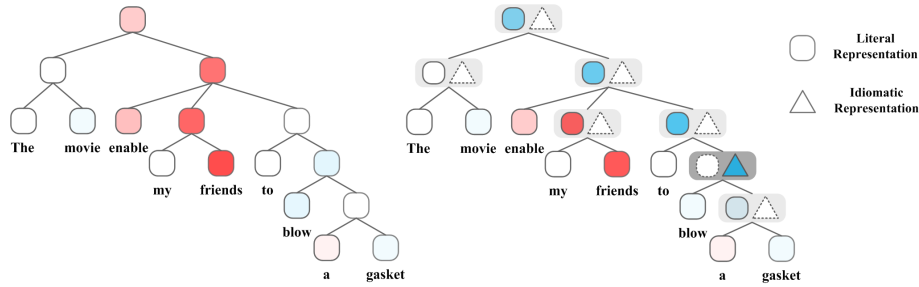 The movie enable
my friends to
blow
a gasket
The movie enable
my friends to
blow
a gasket
Literal
Representation
Idiomatic
Representation